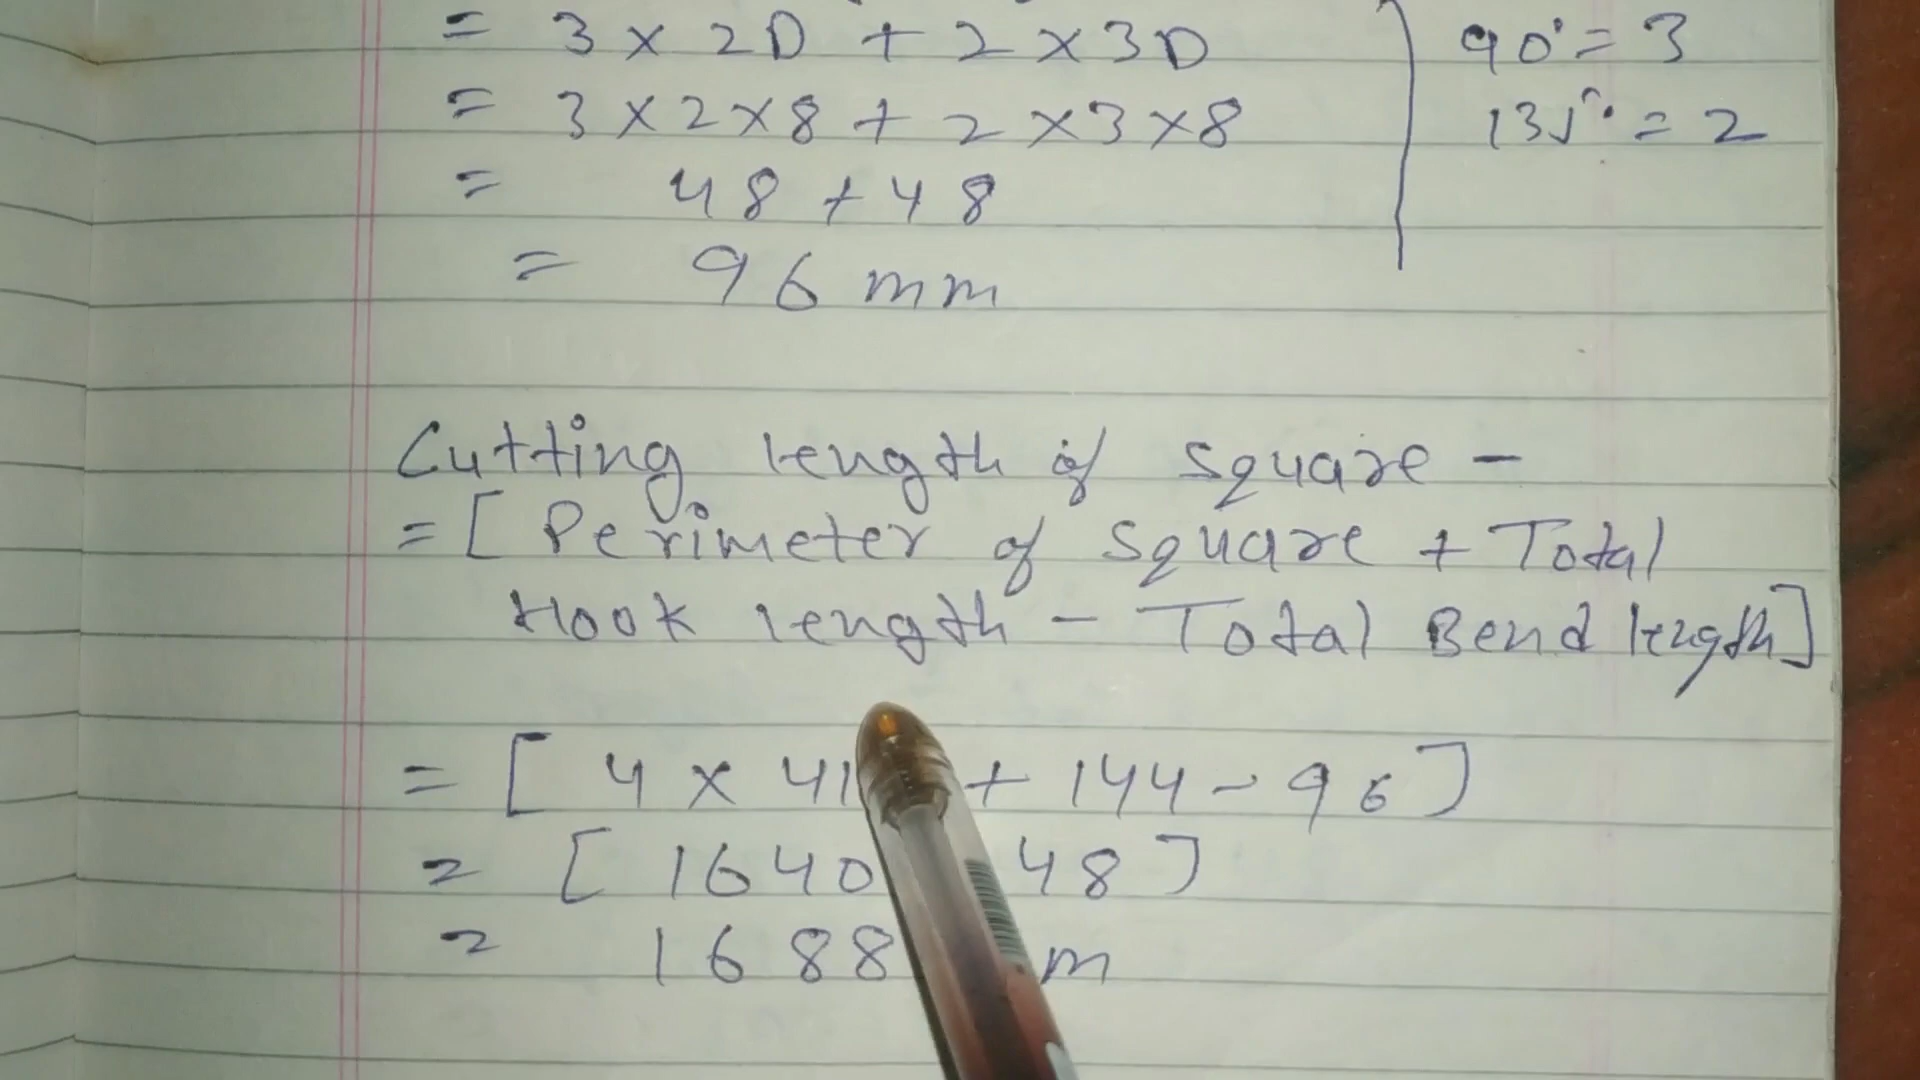 = 3 × 2D + 2 × 3D
90° = 3
= 3 × 2 × 8 + 2 × 3 × 8
135° = 2
= 48 + 48
= 96 mm
Cutting length of square -
= [ Perimeter of square + Total
Hook length - Total Bend length ]
= [ 4 × 41 + 144 - 96 ]
= [ 1640 48 ]
= 1688 m